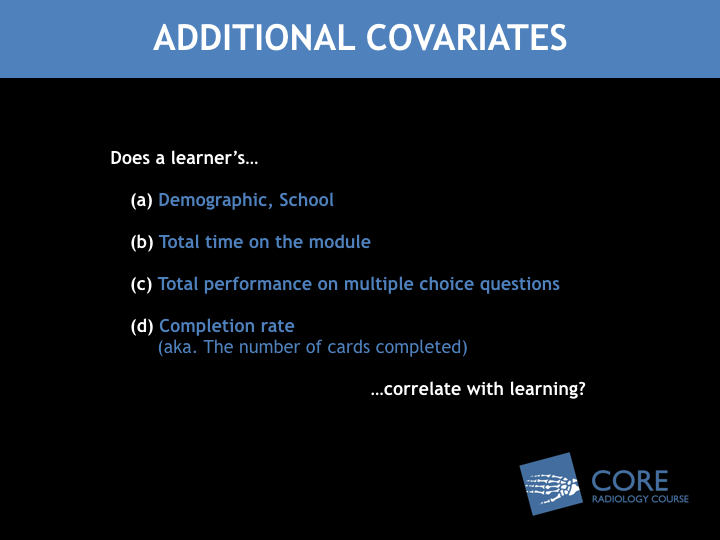 ADDITIONAL COVARIATES
Does a learner’s…
(a) Demographic, School
(b) Total time on the module
(c) Total performance on multiple choice questions
(d) Completion rate
(aka. The number of cards completed)
…correlate with learning?
CORE
RADIOLOGY COURSE